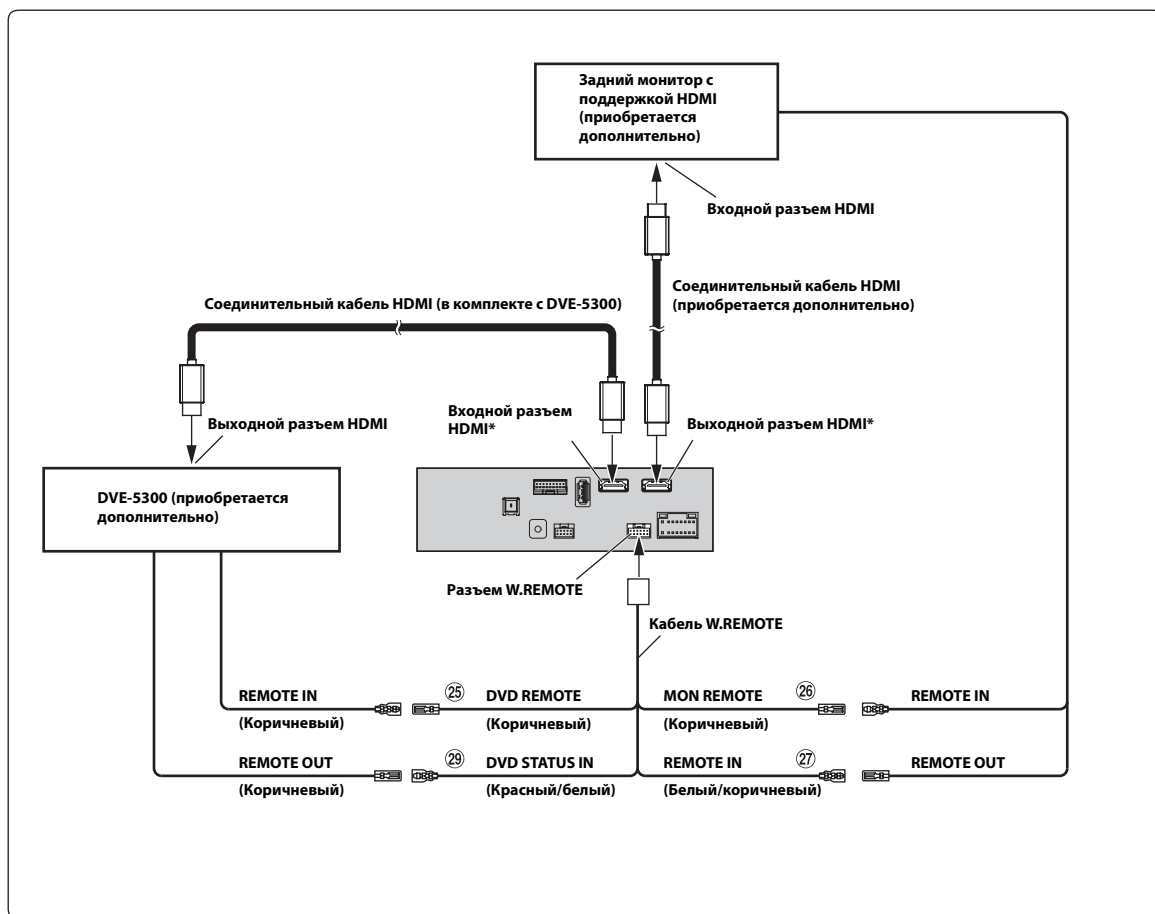 Задний монитор с
поддержкой HDMI
(приобретается
дополнительно)
Входной разъем HDMI
Соединительный кабель HDMI
(приобретается дополнительно)
Соединительный кабель HDMI (в комплекте с DVE-5300)
Выходной разъем HDMI
Входной разъем
HDMI*
Выходной разъем HDMI*
DVE-5300 (приобретается
дополнительно)
Разъем W.REMOTE
Кабель W.REMOTE
REMOTE IN
(Коричневый)
㉕
DVD REMOTE
(Коричневый)
MON REMOTE
(Коричневый)
㉖
REMOTE IN
REMOTE OUT
(Коричневый)
㉙
DVD STATUS IN
(Красный/белый)
REMOTE IN
(Белый/коричневый)
㉗
REMOTE OUT